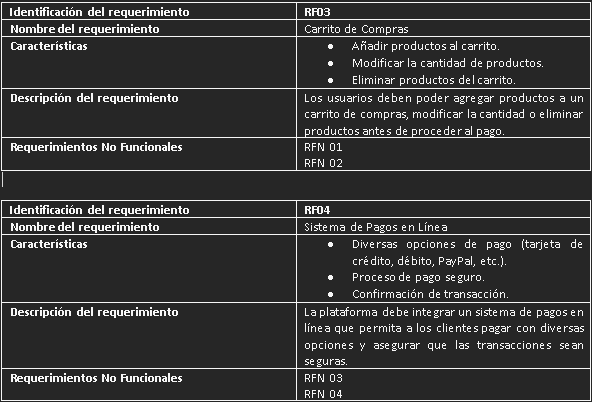 Identificación del requerimiento RF03
Nombre del requerimiento Carrito de Compras
Características
• Añadir productos al carrito.
• Modificar la cantidad de productos.
• Eliminar productos del carrito.
Descripción del requerimiento Los usuarios deben poder agregar productos a un
carrito de compras, modificar la cantidad o eliminar
productos antes de proceder al pago.
Requerimientos No Funcionales RFN 01
RFN 02
Identificación del requerimiento RF04
Nombre del requerimiento Sistema de Pagos en Línea
Características
• Diversas opciones de pago (tarjeta de
crédito, débito, PayPal, etc.).
• Proceso de pago seguro.
• Confirmación de transacción.
Descripción del requerimiento La plataforma debe integrar un sistema de pagos en
línea que permita a los clientes pagar con diversas
opciones y asegurar que las transacciones sean
seguras.
Requerimientos No Funcionales RFN 03
RFN 04